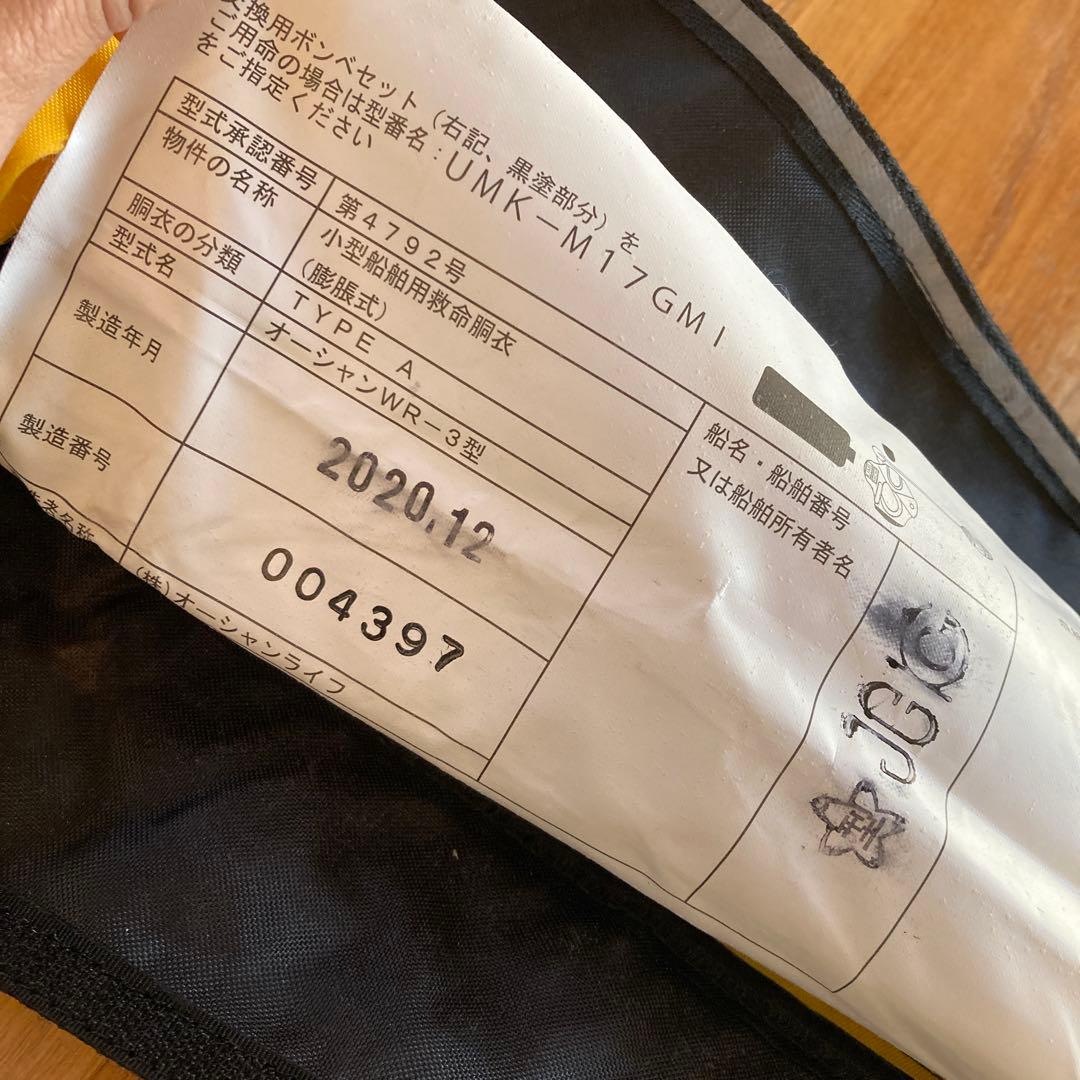 交換用ボンベセット（右記、黒塗部分）を
ご用命の場合は型番名：UMK－M17GMI
をご指定ください
型式承認番号 第4792号
物件の名称 小型船舶用救命胴衣
（膨脹式）
胴衣の分類 TYPE A
型式名 オーシャンWR－3型
製造年月 2020.12
製造番号 004397
者名称 (株)オーシャンライフ
船名・船舶番号
又は船舶所有者名
JG